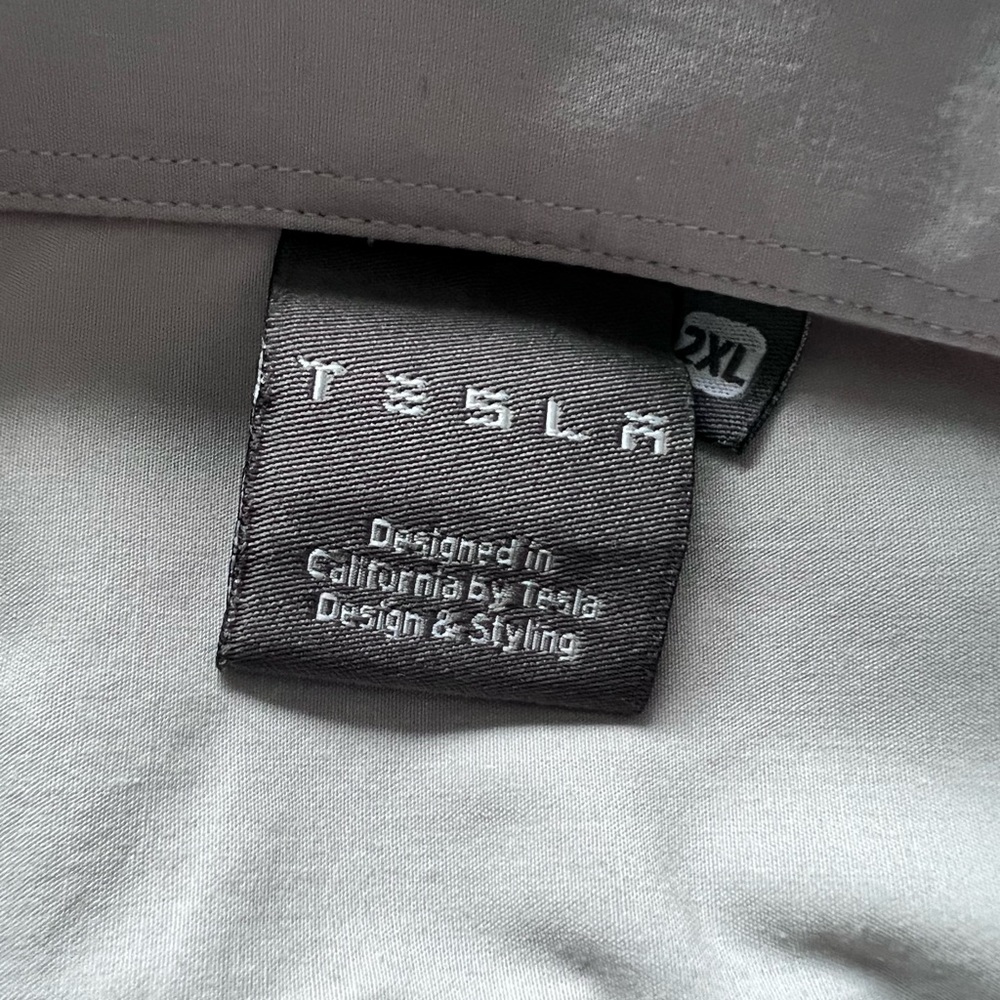 TESLA
2XL
Designed in
California by Tesla
Design & Styling